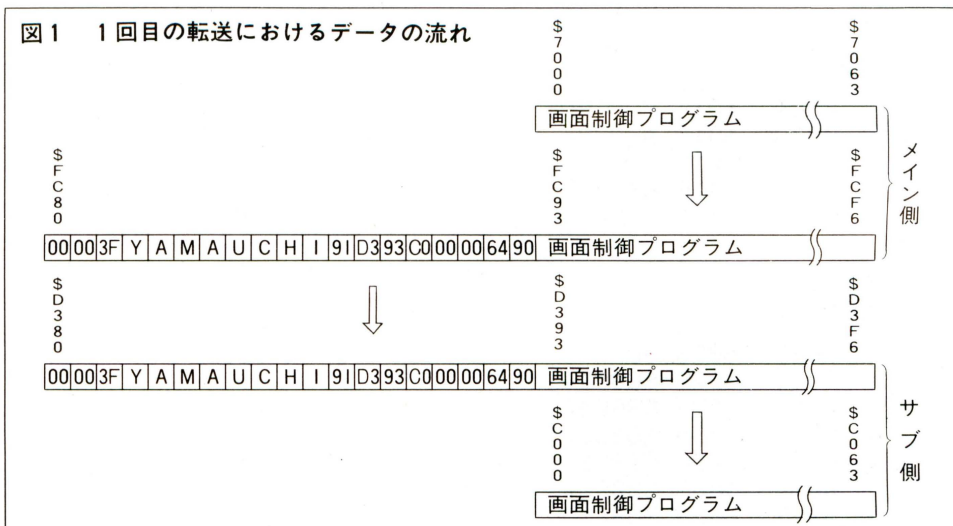 図1 1回目の転送におけるデータの流れ
$7000 $7063
画面制御プログラム
$FC80 $FC93 $FCF6
メイン側
00 00 3F Y A M A U C H I 91 D3 93 C0 00 00 64 90 画面制御プログラム
$D380 $D393 $D3F6
00 00 3F Y A M A U C H I 91 D3 93 C0 00 00 64 90 画面制御プログラム
$C000 $C063
サブ側
画面制御プログラム